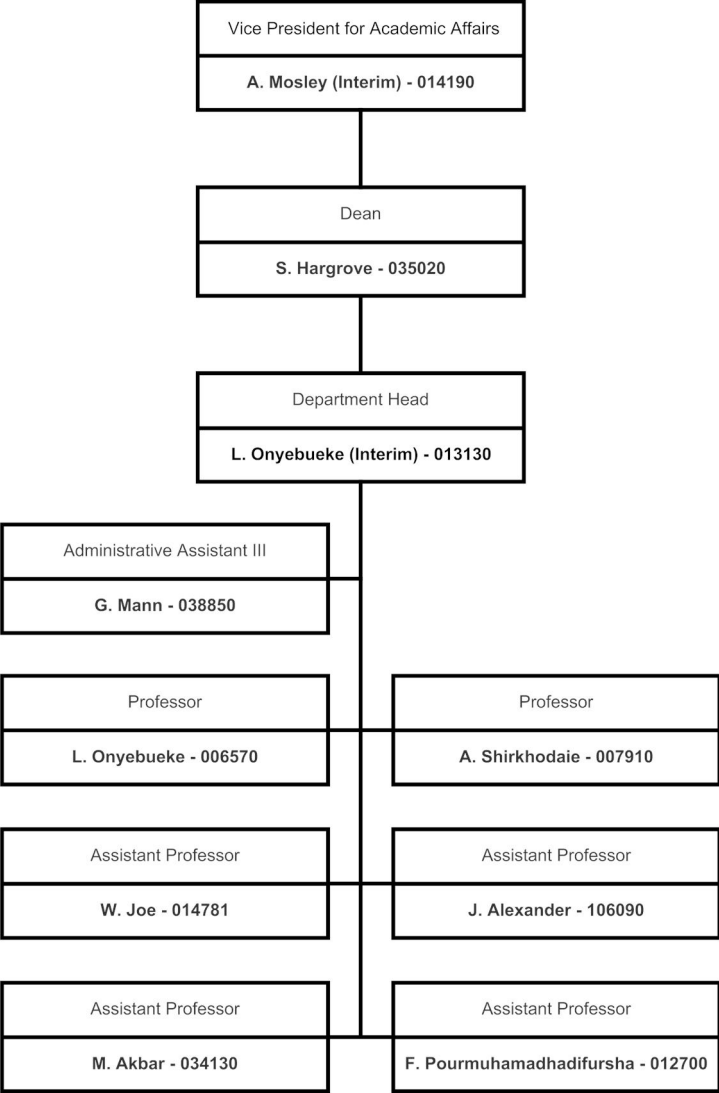 Vice President for Academic Affairs
A. Mosley (Interim) - 014190
Dean
S. Hargrove - 035020
Department Head
L. Onyebueke (Interim) - 013130
Administrative Assistant III
G. Mann - 038850
Professor
L. Onyebueke - 006570
Professor
A. Shirkhodaie - 007910
Assistant Professor
W. Joe - 014781
Assistant Professor
J. Alexander - 106090
Assistant Professor
M. Akbar - 034130
Assistant Professor
F. Pourmuhamadhadifursha - 012700